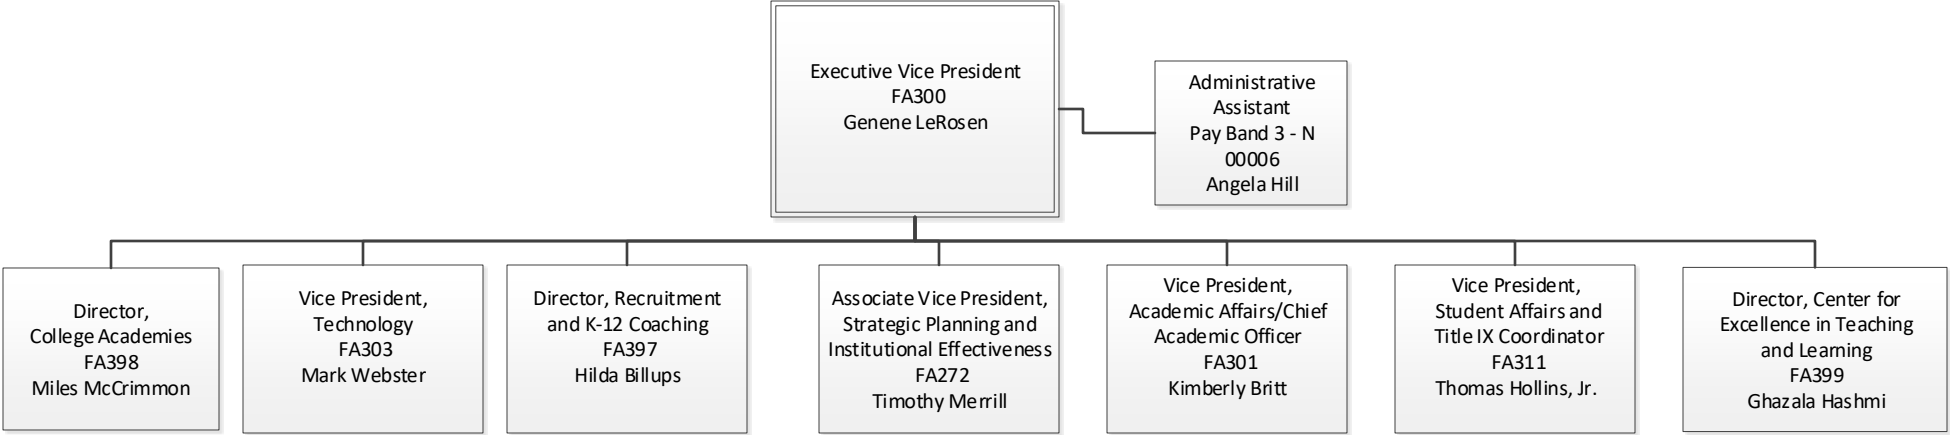 Executive Vice President
FA300
Genene LeRosen
Administrative
Assistant
Pay Band 3 - N
00006
Angela Hill
Director,
College Academies
FA398
Miles McCrimmon
Vice President,
Technology
FA303
Mark Webster
Director, Recruitment
and K-12 Coaching
FA397
Hilda Billups
Associate Vice President,
Strategic Planning and
Institutional Effectiveness
FA272
Timothy Merrill
Vice President,
Academic Affairs/Chief
Academic Officer
FA301
Kimberly Britt
Vice President,
Student Affairs and
Title IX Coordinator
FA311
Thomas Hollins, Jr.
Director, Center for
Excellence in Teaching
and Learning
FA399
Ghazala Hashmi